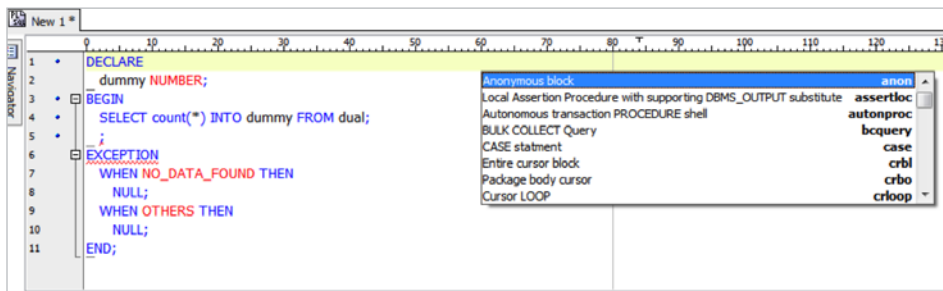 New 1 *
0 10 20 30 40 50 60 70 80 90 100 110 120 13
Navigator
1 DECLARE
2 _ dummy NUMBER;
3 BEGIN
4 SELECT count(*) INTO dummy FROM dual;
5 _ ;
6 EXCEPTION
7 WHEN NO_DATA_FOUND THEN
8 NULL;
9 WHEN OTHERS THEN
10 NULL;
11 END;
Anonymous block anon
Local Assertion Procedure with supporting DBMS_OUTPUT substitute assertloc
Autonomous transaction PROCEDURE shell autonproc
BULK COLLECT Query bcquery
CASE statment case
Entire cursor block crbl
Package body cursor crbo
Cursor LOOP crloop